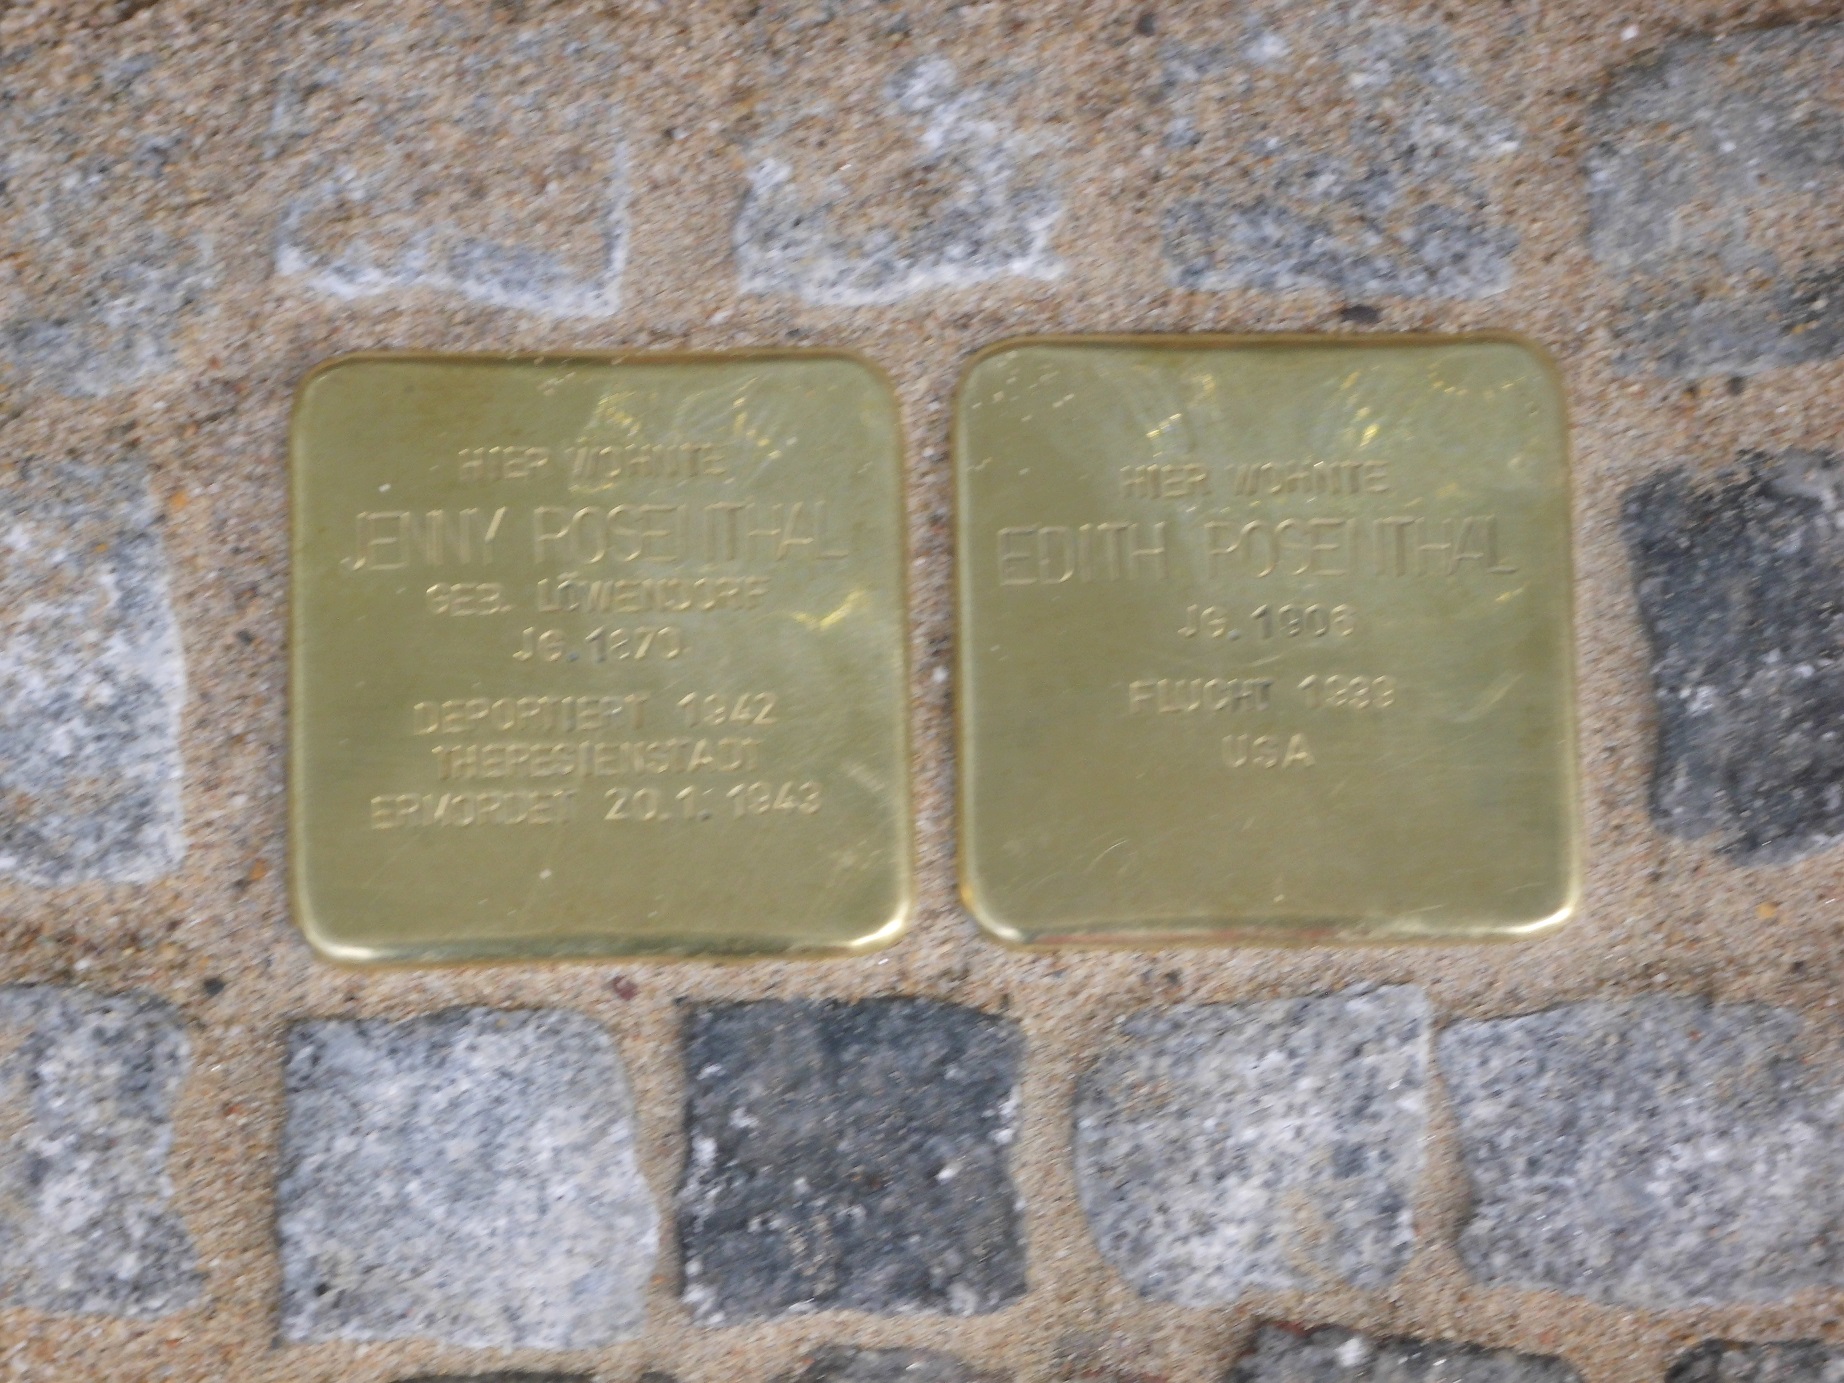 HIER WOHNTE
JENNY ROSENTHAL
GEB. LÖWENDORF
JG. 1870
DEPORTIERT 1942
THERESIENSTADT
ERMORDET 20.1.1943
HIER WOHNTE
EDITH ROSENTHAL
JG. 1906
FLUCHT 1939
USA